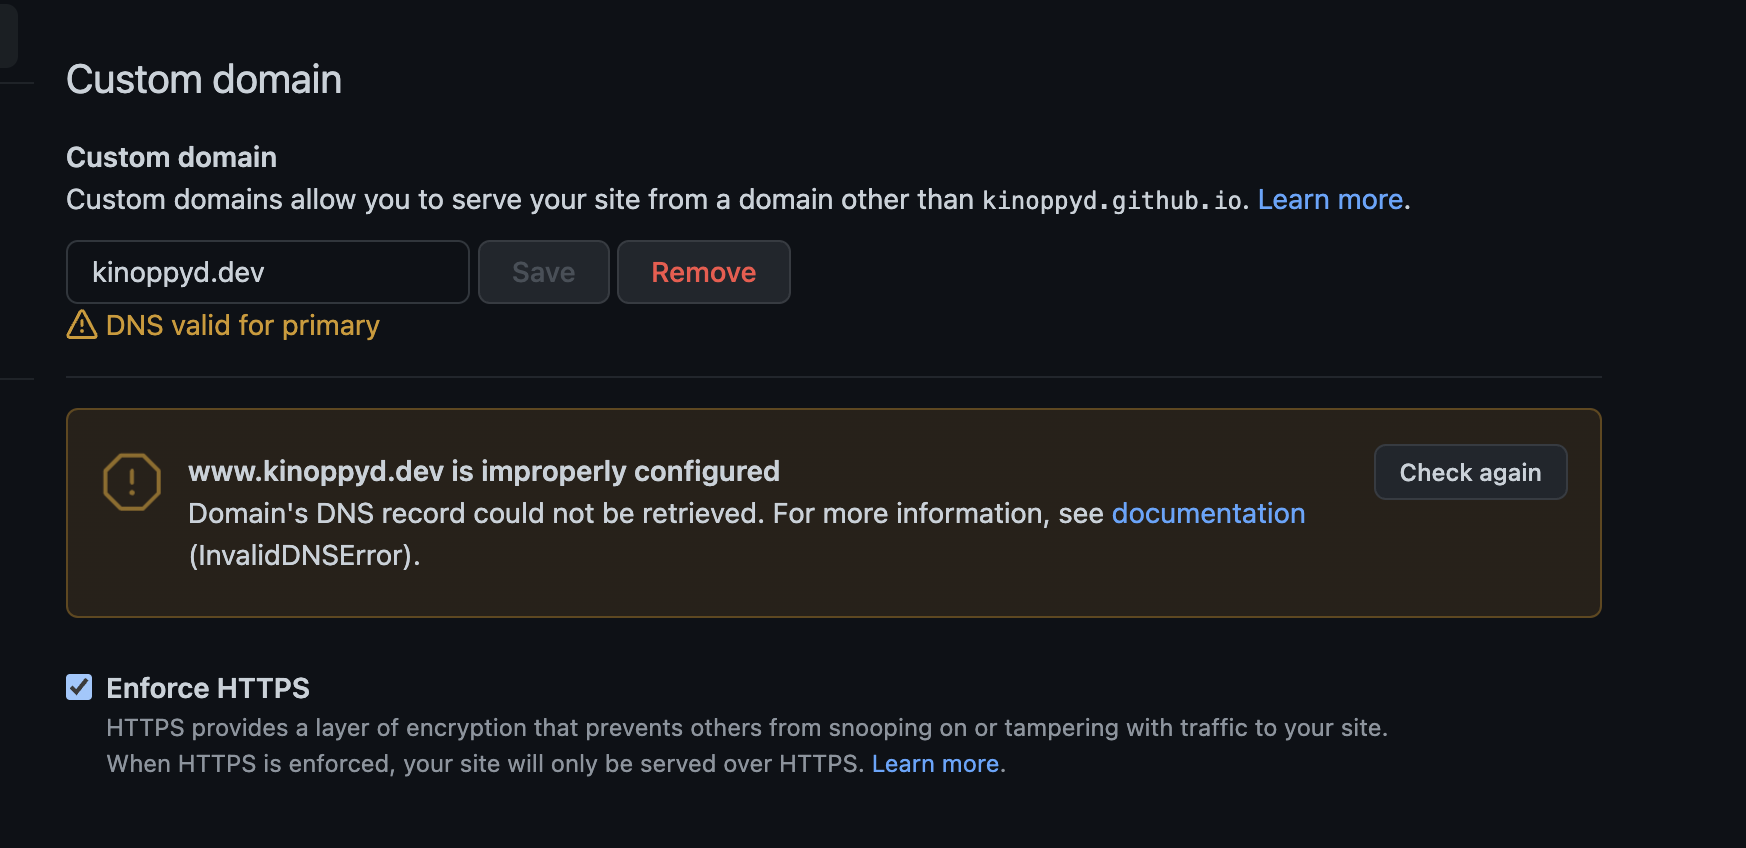 Custom domain
Custom domain
Custom domains allow you to serve your site from a domain other than kinoppyd.github.io. Learn more.
kinoppyd.dev Save Remove
DNS valid for primary
www.kinoppyd.dev is improperly configured
Check again
Domain's DNS record could not be retrieved. For more information, see documentation
(InvalidDNSError).
Enforce HTTPS
HTTPS provides a layer of encryption that prevents others from snooping on or tampering with traffic to your site.
When HTTPS is enforced, your site will only be served over HTTPS. Learn more.